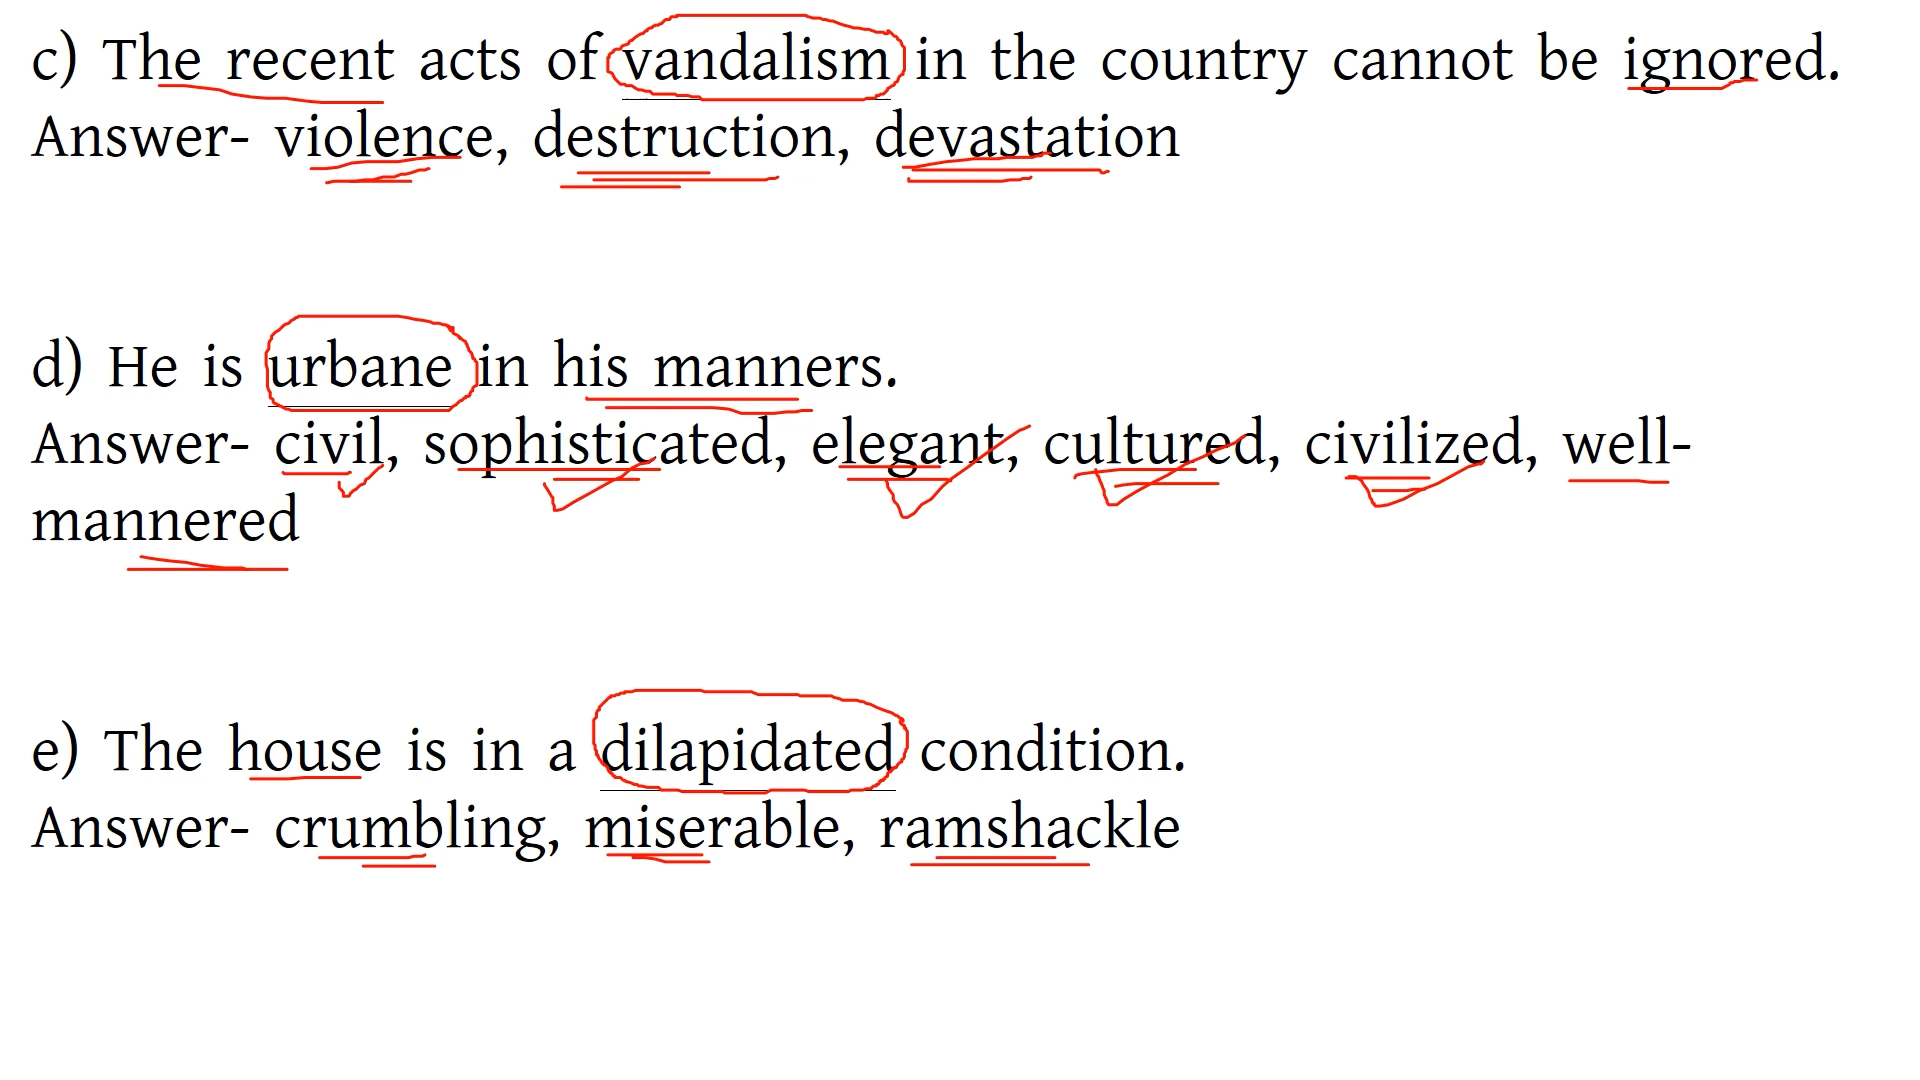 c) The recent acts of vandalism in the country cannot be ignored.
Answer- violence, destruction, devastation
d) He is urbane in his manners.
Answer- civil, sophisticated, elegant, cultured, civilized, well-
mannered
e) The house is in a dilapidated condition.
Answer- crumbling, miserable, ramshackle